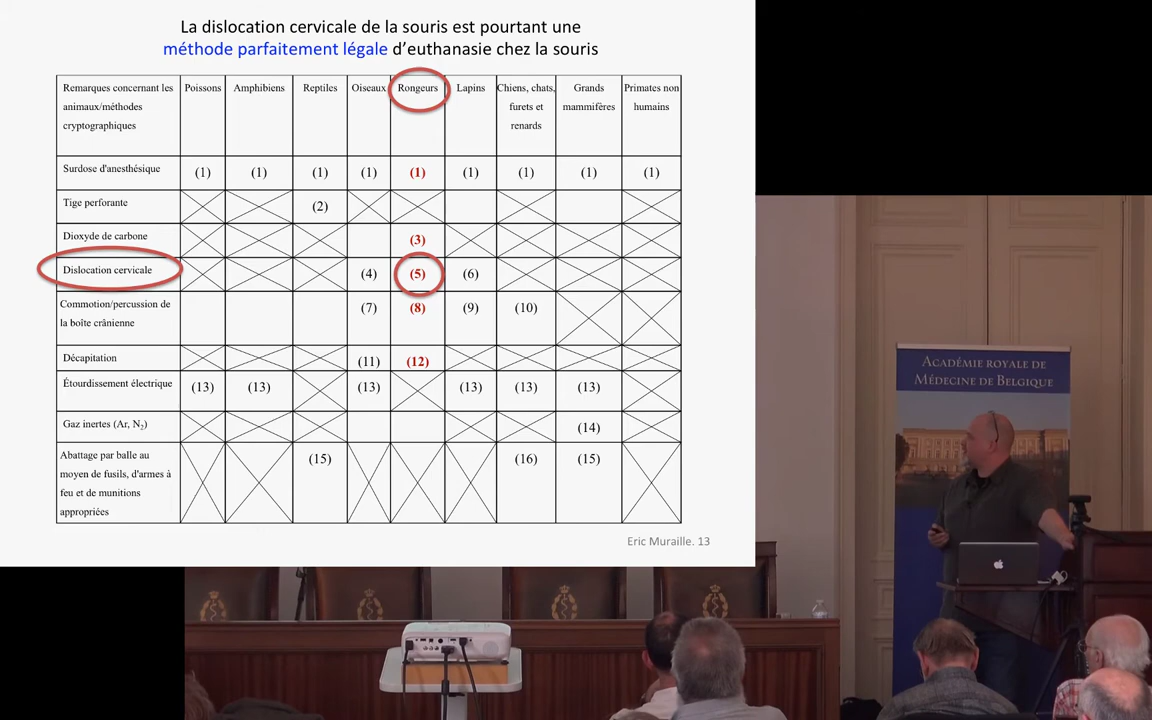 La dislocation cervicale de la souris est pourtant une
méthode parfaitement légale d'euthanasie chez la souris
Remarques concernant les
animaux/méthodes
cryptographiques
Poissons
Amphibiens
Reptiles
Oiseaux
Rongeurs
Lapins
Chiens, chats,
furets et
renards
Grands
mammifères
Primates non
humains
Surdose d'anesthésique (1) (1) (1) (1) (1) (1) (1) (1) (1)
Tige perforante (2)
Dioxyde de carbone (3)
Dislocation cervicale (4) (5) (6)
Commotion/percussion de
la boîte crânienne
(7) (8) (9) (10)
Décapitation (11) (12)
Étourdissement électrique (13) (13) (13) (13) (13) (13)
Gaz inertes (Ar, N₂) (14)
Abattage par balle au
moyen de fusils, d'armes à
feu et de munitions
appropriées
(15) (16) (15)
Eric Muraille. 13
Académie royale de
Médecine de Belgique